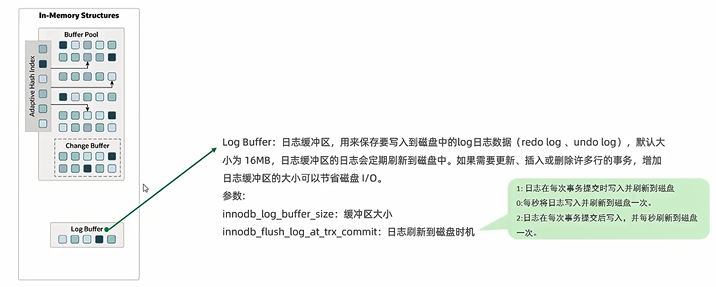 In-Memory Structures
Buffer Pool
Adaptive Hash Index
Change Buffer
Log Buffer
Log Buffer：日志缓冲区，用来保存要写入到磁盘中的log日志数据（redo log 、undo log），默认大
小为 16MB，日志缓冲区的日志会定期刷新到磁盘中。如果需要更新、插入或删除许多行的事务，增加
日志缓冲区的大小可以节省磁盘 I/O。
参数:
innodb_log_buffer_size：缓冲区大小
innodb_flush_log_at_trx_commit：日志刷新到磁盘时机
1: 日志在每次事务提交时写入并刷新到磁盘
0:每秒将日志写入并刷新到磁盘一次。
2:日志在每次事务提交后写入，并每秒刷新到磁盘
一次。